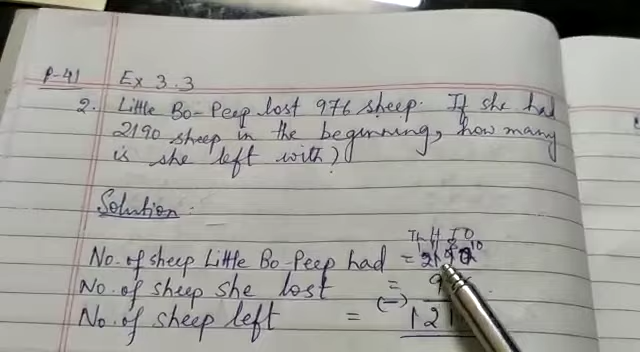 P-41 Ex 3.3
2. Little Bo-Peep lost 976 sheep. If she had
2190 sheep in the beginning, how many
is she left with?
Solution
Th H T O
No. of sheep Little Bo-Peep had = 2190
No. of sheep she lost =
No. of sheep left = (-)